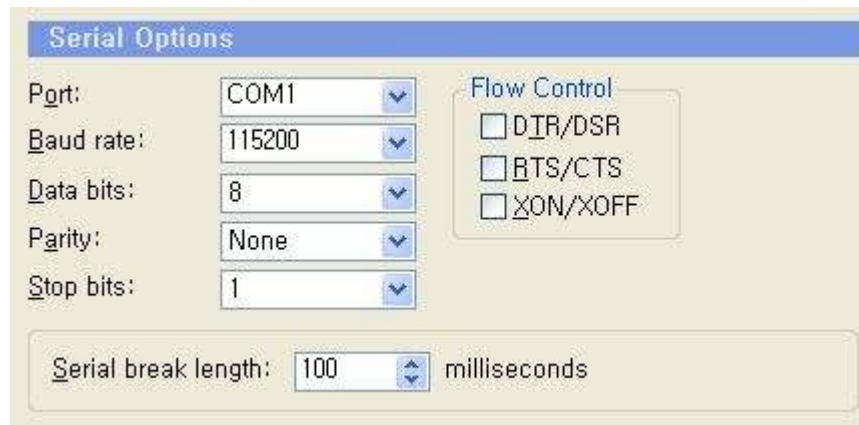 Serial Options
Port: COM1
Baud rate: 115200
Data bits: 8
Parity: None
Stop bits: 1
Flow Control
DTR/DSR
RTS/CTS
XON/XOFF
Serial break length: 100 milliseconds